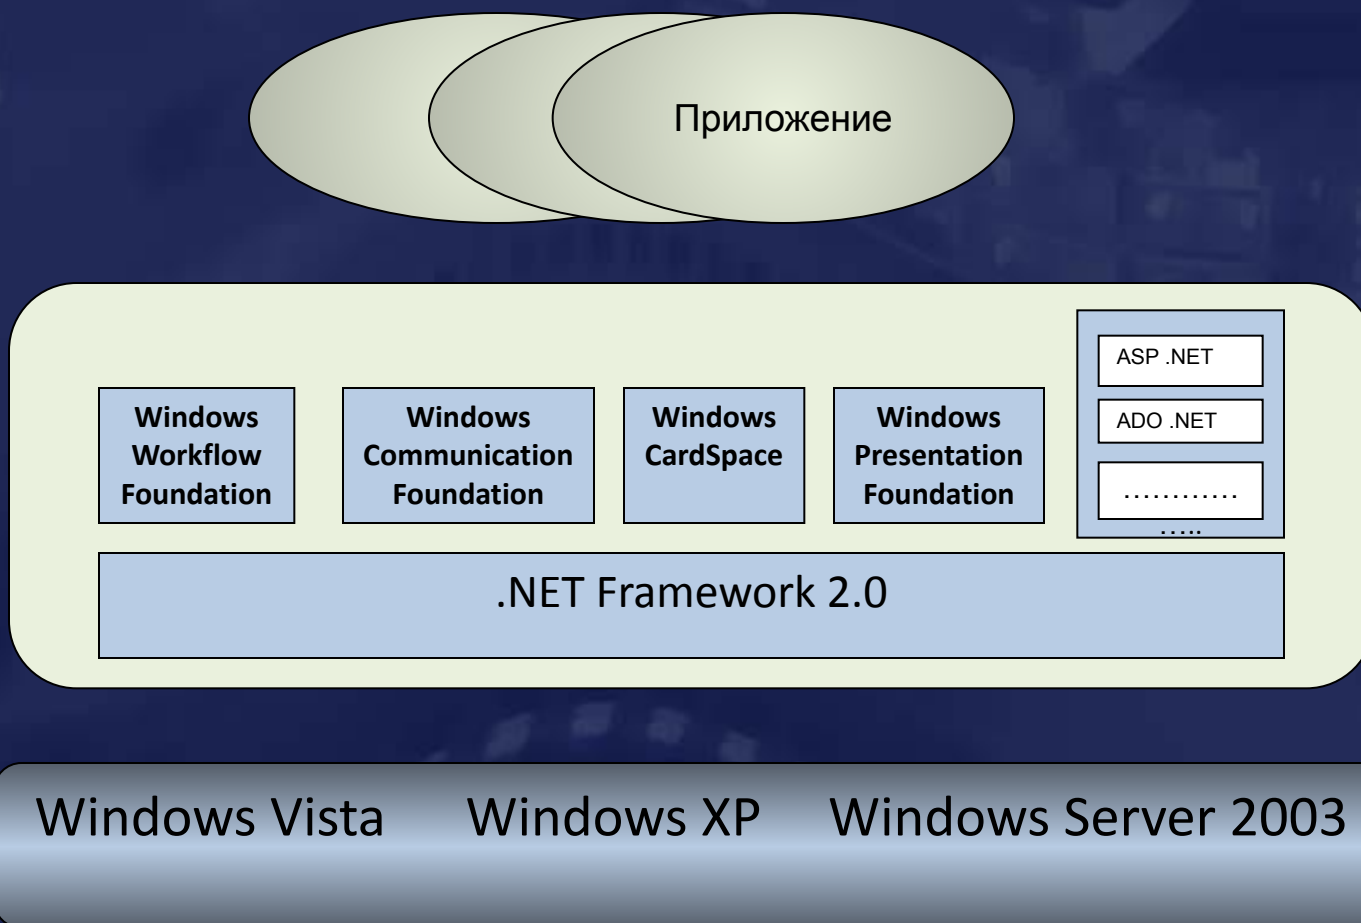 Приложение
Windows
Workflow
Foundation
Windows
Communication
Foundation
Windows
CardSpace
Windows
Presentation
Foundation
ASP .NET
ADO .NET
…………
…..
.NET Framework 2.0
Windows Vista
Windows XP
Windows Server 2003